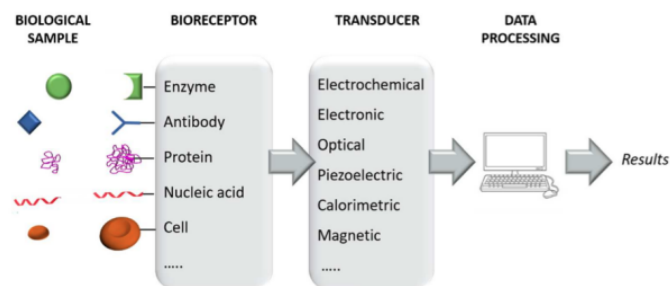 BIOLOGICAL
SAMPLE
BIORECEPTOR
TRANSDUCER
DATA
PROCESSING
Enzyme
Antibody
Protein
Nucleic acid
Cell
.....
Electrochemical
Electronic
Optical
Piezoelectric
Calorimetric
Magnetic
.....
Results